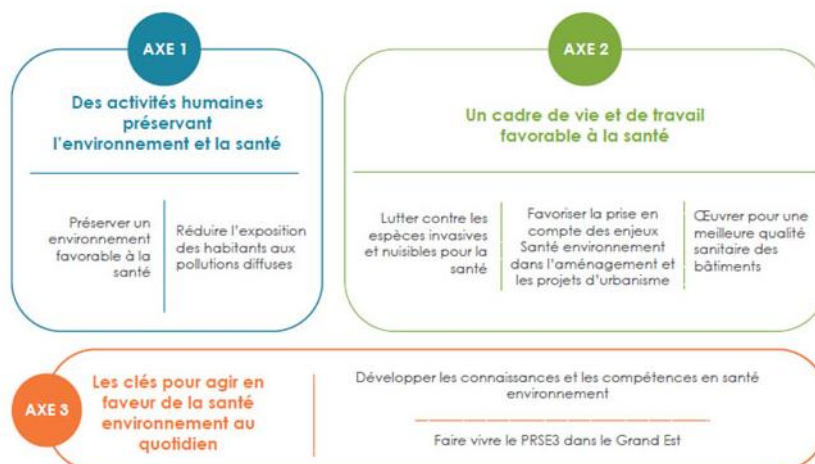 AXE 1
Des activités humaines
préservant
l'environnement et la santé
Préserver un
environnement
favorable à la
santé
Réduire l'exposition
des habitants aux
pollutions diffuses
AXE 2
Un cadre de vie et de travail
favorable à la santé
Lutter contre les
espèces invasives
et nuisibles pour la
santé
Favoriser la prise en
compte des enjeux
Santé environnement
dans l'aménagement et
les projets d'urbanisme
Œuvrer pour une
meilleure qualité
sanitaire des
bâtiments
AXE 3
Les clés pour agir en
faveur de la santé
environnement au
quotidien
Développer les connaissances et les compétences en santé
environnement
Faire vivre le PRSE3 dans le Grand Est